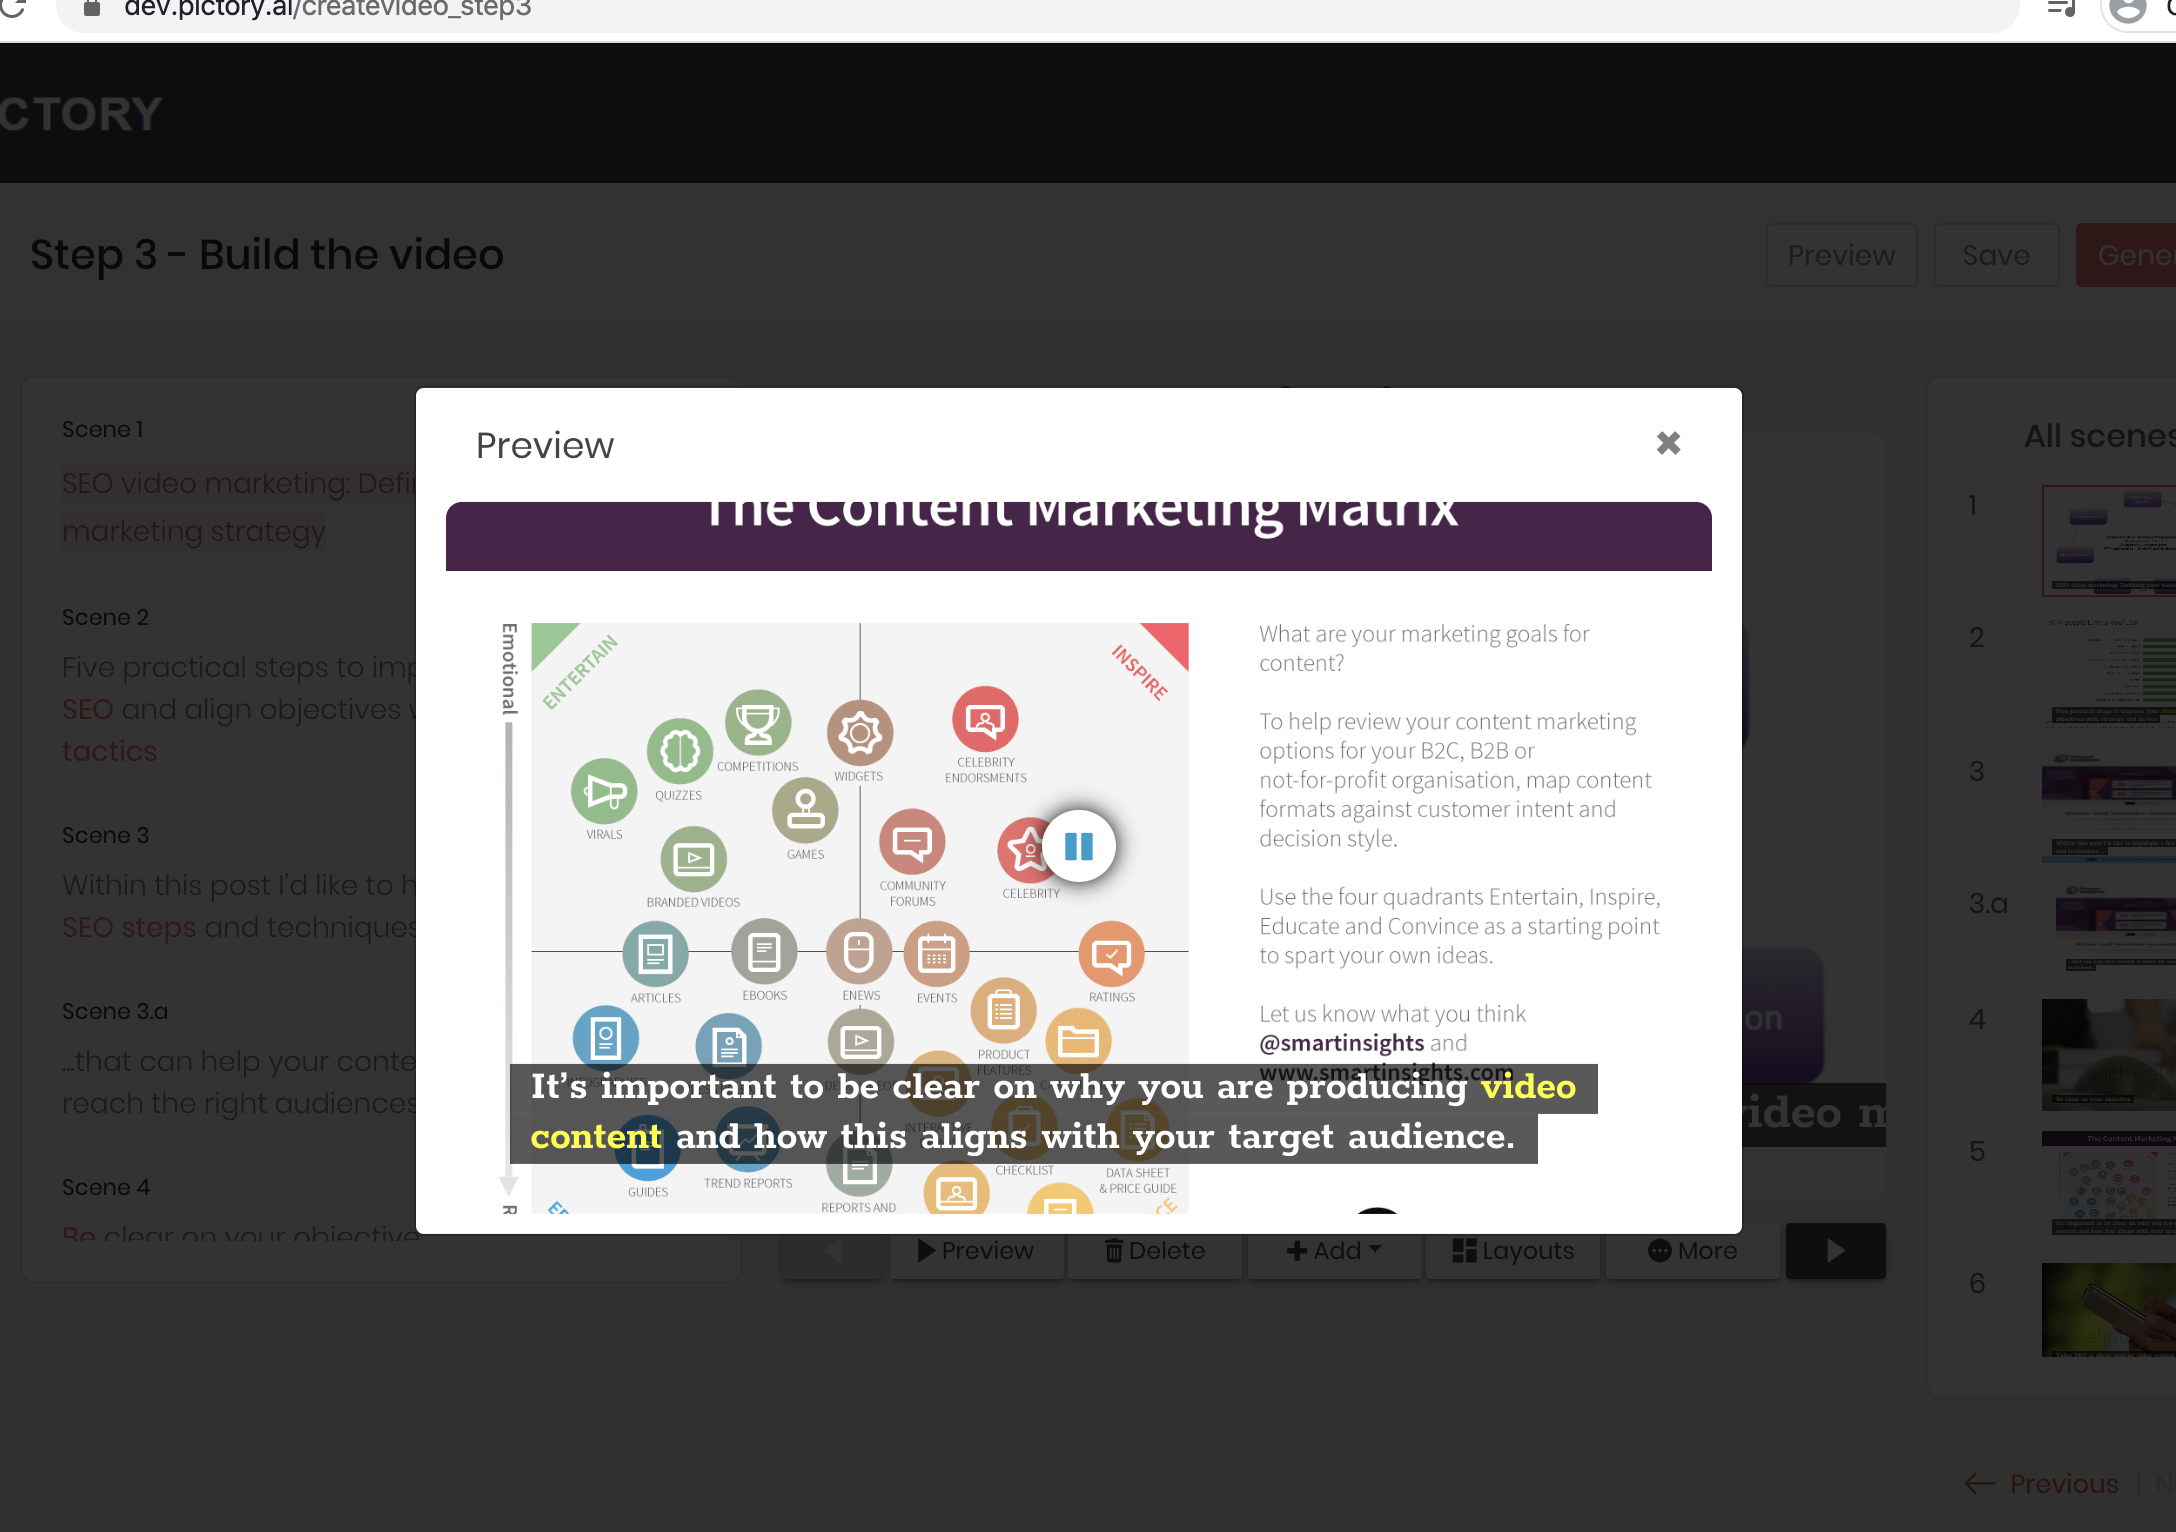 dev.pictory.ai/createvideo_step3
CTORY
Step 3 - Build the video
Preview
Save
Scene 1
SEO video marketing:
marketing strategy
Scene 2
Five practical steps to
SEO and align objectives
tactics
Scene 3
Within this post I'd like to
SEO steps and techniques
Scene 3.a
...that can help your
reach the right audiences
Scene 4
Be clear on your objective
Preview
The Content Marketing Matrix
Emotional
ENTERTAIN
INSPIRE
COMPETITIONS
WIDGETS
CELEBRITY
ENDORSMENTS
QUIZZES
VIRALS
GAMES
BRANDED VIDEOS
COMMUNITY
FORUMS
CELEBRITY
ARTICLES
EBOOKS
ENEWS
EVENTS
RATINGS
PRODUCT
FEATURES
CHECKLIST
GUIDES
TREND REPORTS
REPORTS AND
DATA SHEET
& PRICE GUIDE
What are your marketing goals for
content?
To help review your content marketing
options for your B2C, B2B or
not-for-profit organisation, map content
formats against customer intent and
decision style.
Use the four quadrants Entertain, Inspire,
Educate and Convince as a starting point
to spart your own ideas.
Let us know what you think
@smartinsights and
www.smartinsights.com
It's important to be clear on why you are producing video
content and how this aligns with your target audience.
Preview
Delete
Add
Layouts
More
All scenes
1
2
3
3.a
4
5
6
Previous